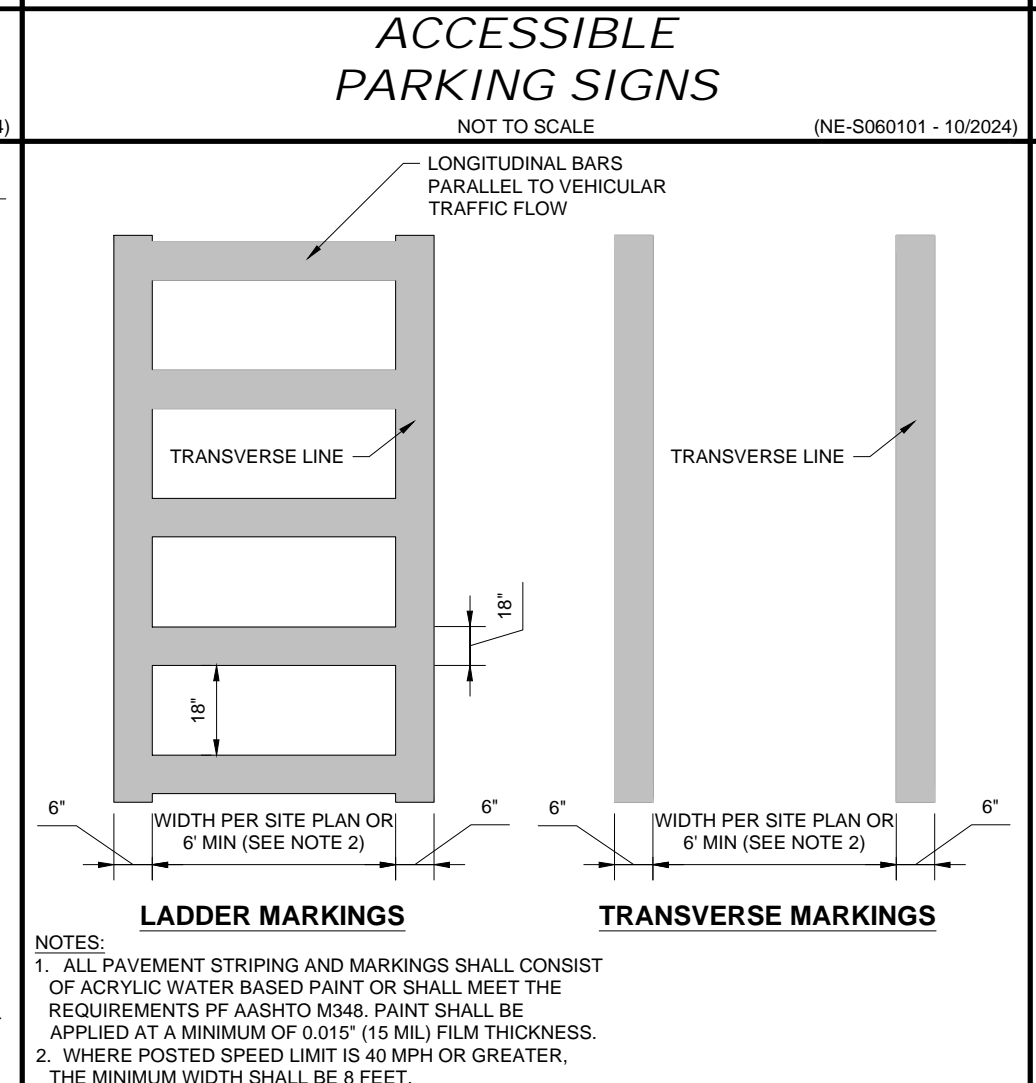 ACCESSIBLE
PARKING SIGNS
4)
NOT TO SCALE
(NE-S060101 - 10/2024)
LONGITUDINAL BARS
PARALLEL TO VEHICULAR
TRAFFIC FLOW
TRANSVERSE LINE
TRANSVERSE LINE
18"
18"
6"
WIDTH PER SITE PLAN OR
6' MIN (SEE NOTE 2)
6"
6"
WIDTH PER SITE PLAN OR
6' MIN (SEE NOTE 2)
6"
LADDER MARKINGS
TRANSVERSE MARKINGS
NOTES:
1. ALL PAVEMENT STRIPING AND MARKINGS SHALL CONSIST
OF ACRYLIC WATER BASED PAINT OR SHALL MEET THE
REQUIREMENTS PF AASHTO M348. PAINT SHALL BE
APPLIED AT A MINIMUM OF 0.015" (15 MIL) FILM THICKNESS.
2. WHERE POSTED SPEED LIMIT IS 40 MPH OR GREATER,
THE MINIMUM WIDTH SHALL BE 8 FEET.